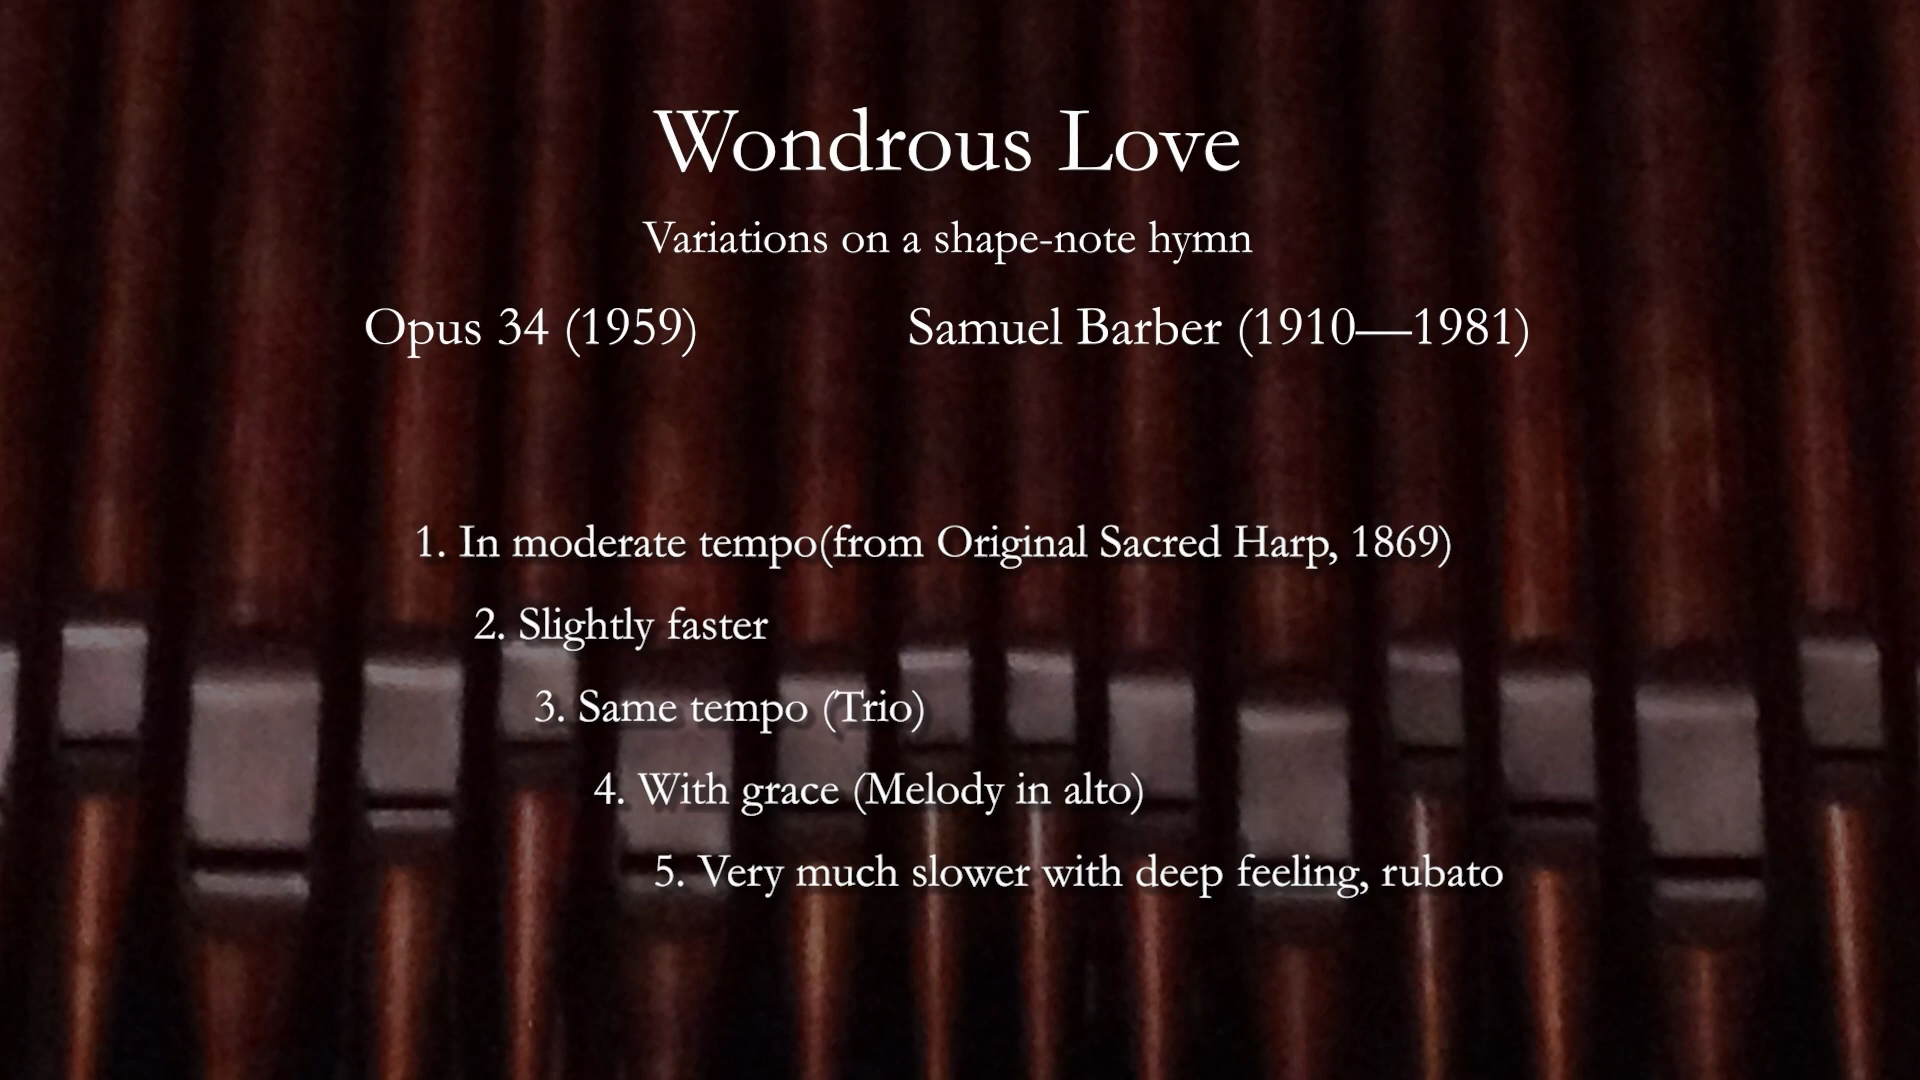 Wondrous Love
Variations on a shape-note hymn
Opus 34 (1959) Samuel Barber (1910—1981)
1. In moderate tempo(from Original Sacred Harp, 1869)
2. Slightly faster
3. Same tempo (Trio)
4. With grace (Melody in alto)
5. Very much slower with deep feeling, rubato